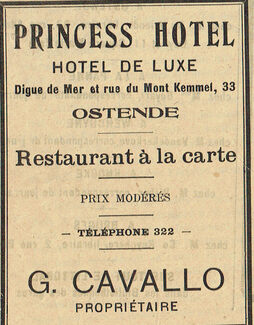 PRINCESS HOTEL
HOTEL DE LUXE
Digue de Mer et rue du Mont Kemmel, 33
OSTENDE
Restaurant à la carte
PRIX MODÉRÉS
— TÉLÉPHONE 322 —
G. CAVALLO
PROPRIÉTAIRE